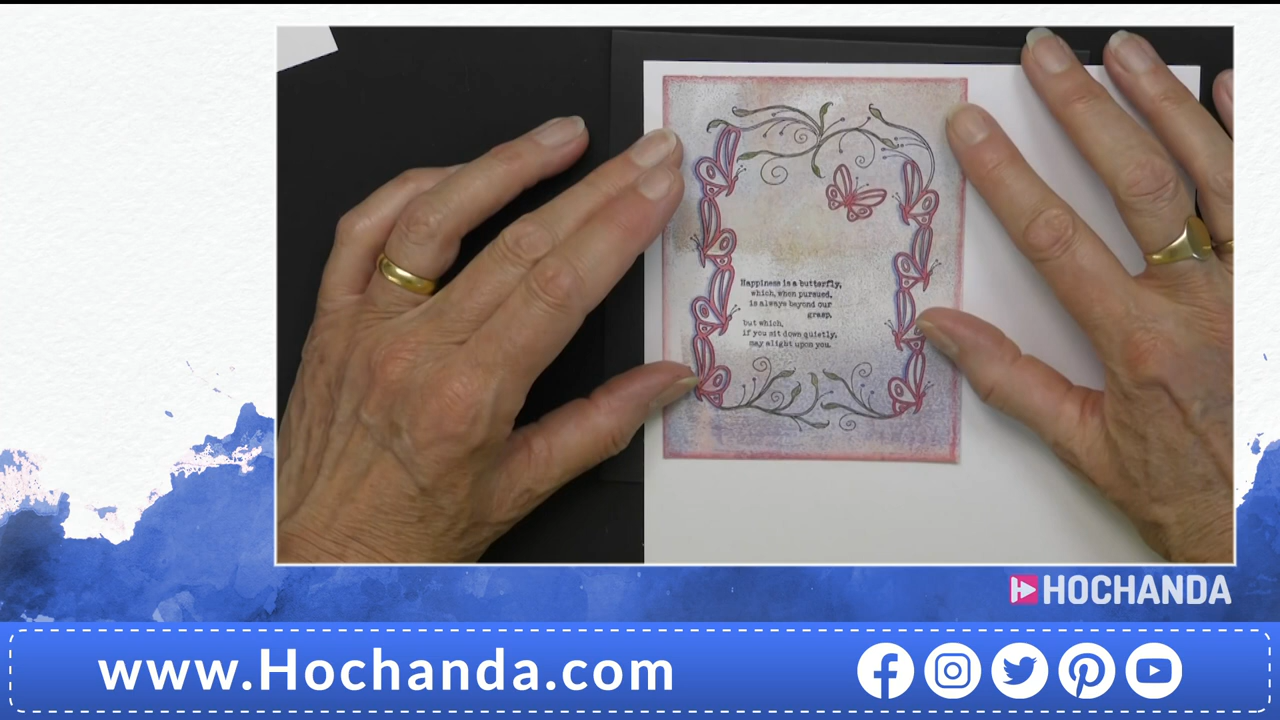 Happiness is a butterfly,
which, when pursued,
is always beyond our
grasp,
but which,
if you sit down quietly,
may alight upon you.
HOCHANDA
www.Hochanda.com